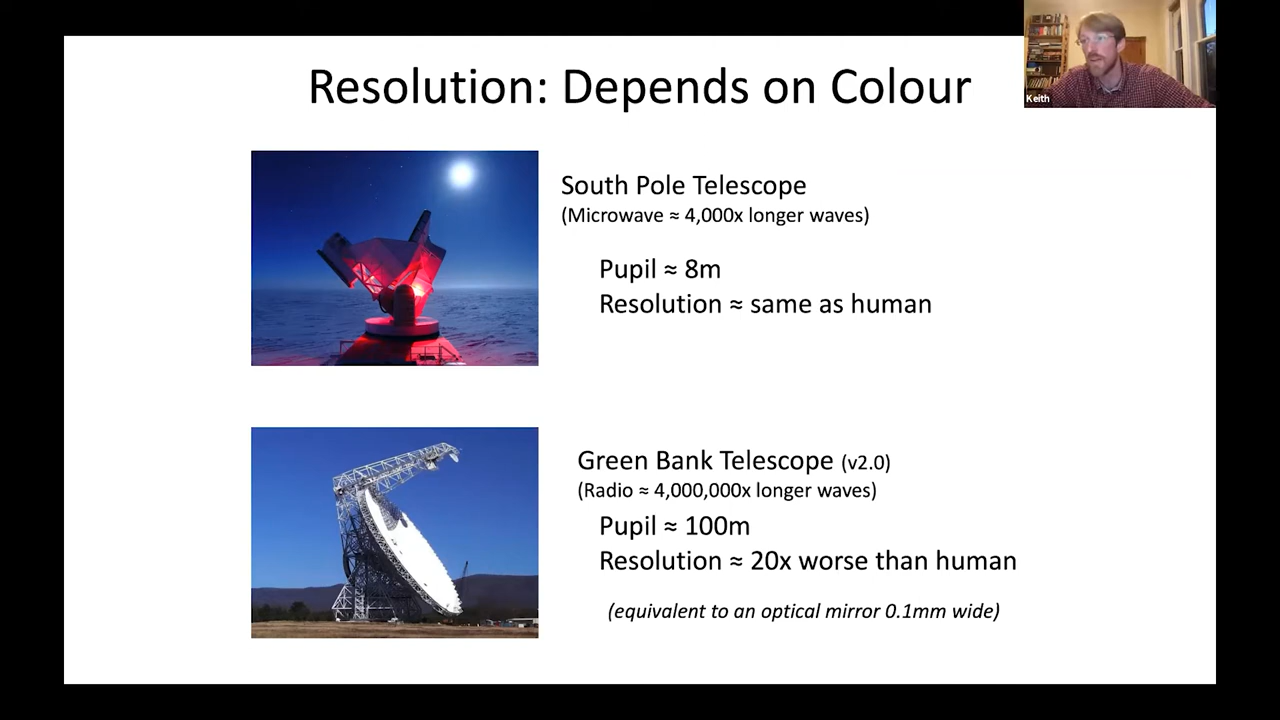 Resolution: Depends on Colour
Keith
South Pole Telescope
(Microwave ≈ 4,000x longer waves)
Pupil ≈ 8m
Resolution ≈ same as human
Green Bank Telescope (v2.0)
(Radio ≈ 4,000,000x longer waves)
Pupil ≈ 100m
Resolution ≈ 20x worse than human
(equivalent to an optical mirror 0.1mm wide)